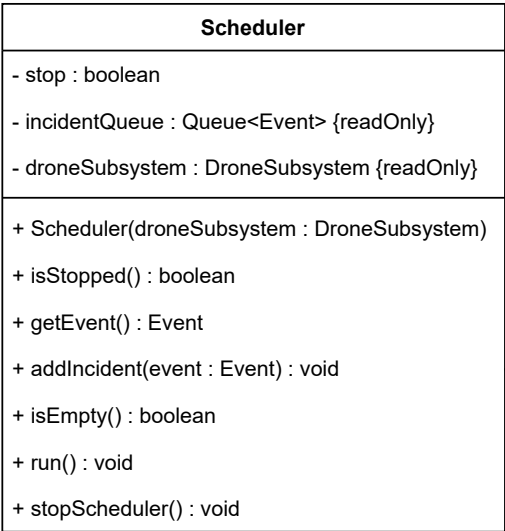 Scheduler
- stop : boolean
- incidentQueue : Queue<Event> {readOnly}
- droneSubsystem : DroneSubsystem {readOnly}
+ Scheduler(droneSubsystem : DroneSubsystem)
+ isStopped() : boolean
+ getEvent() : Event
+ addIncident(event : Event) : void
+ isEmpty() : boolean
+ run() : void
+ stopScheduler() : void